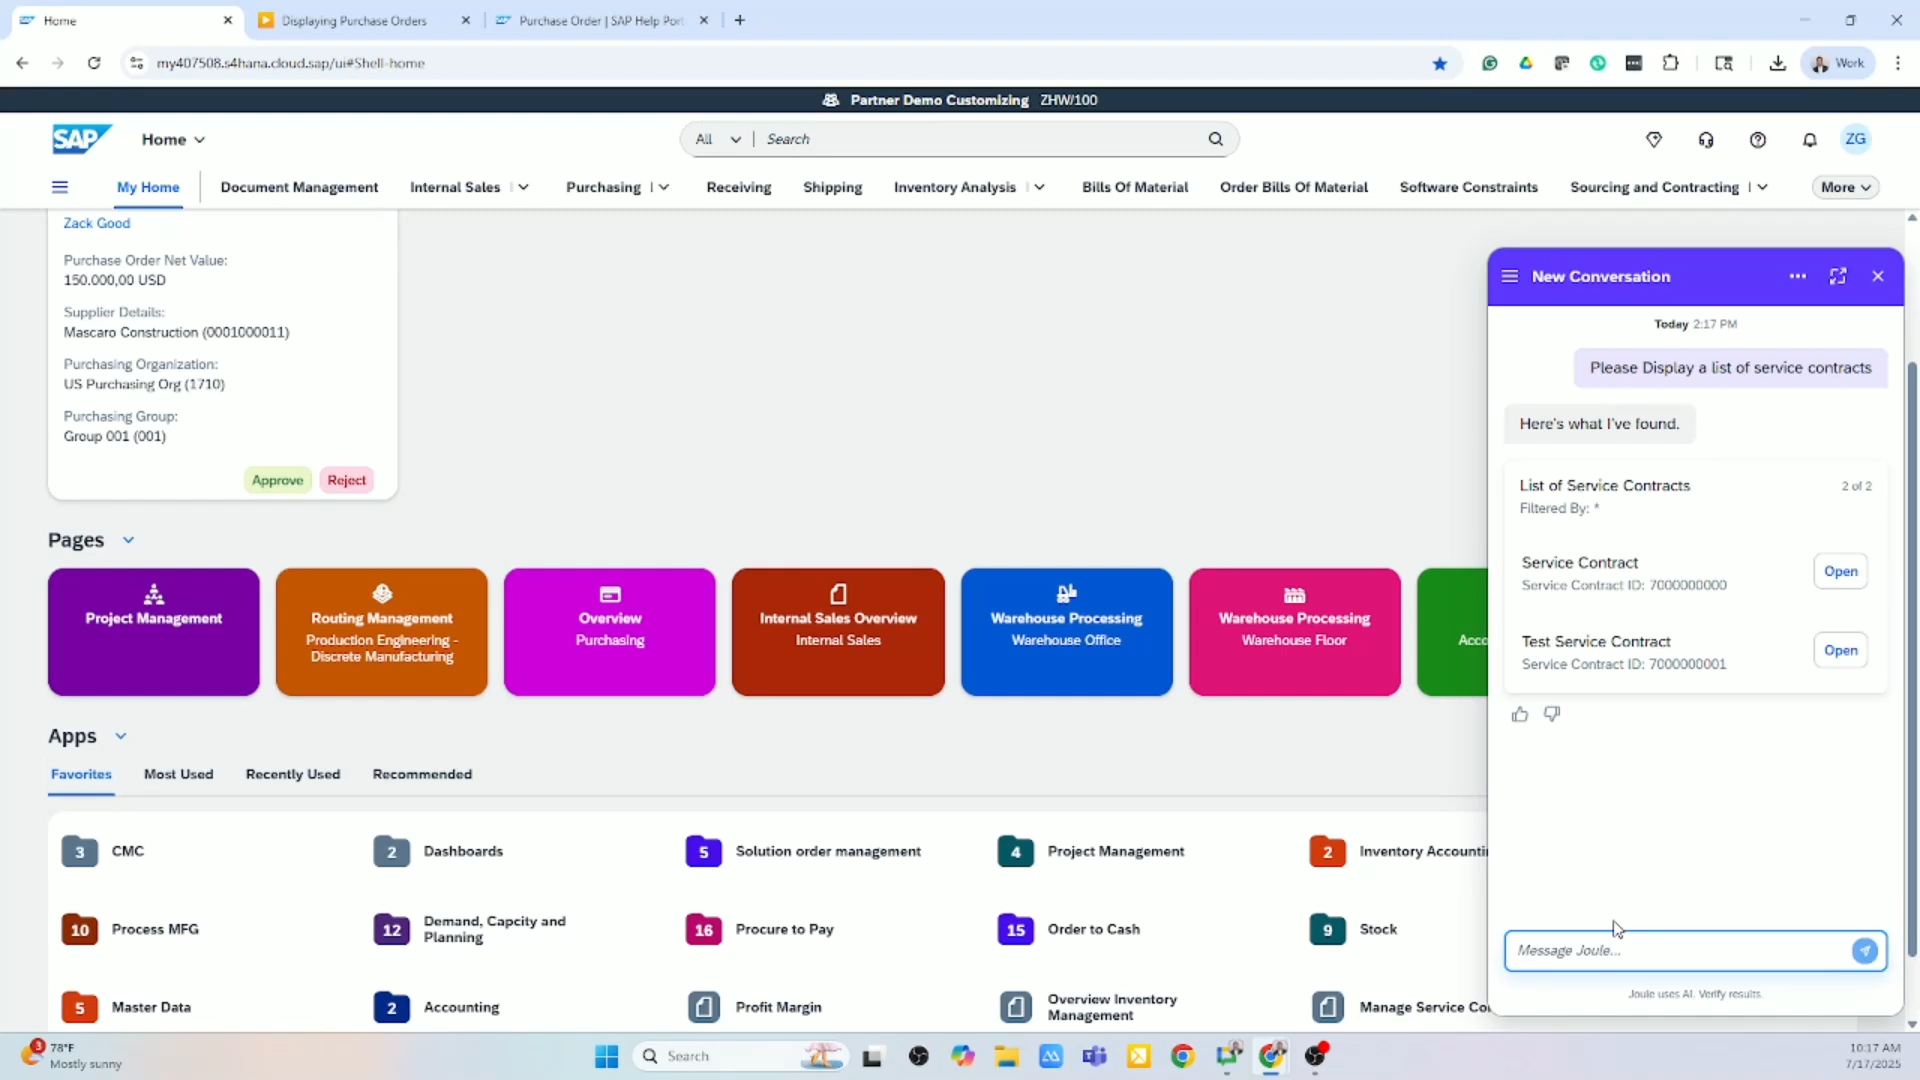 Home
Displaying Purchase Orders
Purchase Order | SAP Help Port
my407508.s4hana.cloud.sap/ui#Shell-home
Work
Partner Demo Customizing ZHW/100
SAP
Home
All
Search
ZG
My Home
Document Management
Internal Sales
Purchasing
Receiving
Shipping
Inventory Analysis
Bills Of Material
Order Bills Of Material
Software Constraints
Sourcing and Contracting
More
Zack Good
Purchase Order Net Value:
150.000,00 USD
Supplier Details:
Mascaro Construction (0001000011)
Purchasing Organization:
US Purchasing Org (1710)
Purchasing Group:
Group 001 (001)
Approve
Reject
Pages
Project Management
Routing Management
Production Engineering -
Discrete Manufacturing
Overview
Purchasing
Internal Sales Overview
Internal Sales
Warehouse Processing
Warehouse Office
Warehouse Processing
Warehouse Floor
Acco
Apps
Favorites
Most Used
Recently Used
Recommended
3 CMC
2 Dashboards
5 Solution order management
4 Project Management
2 Inventory Accounti
10 Process MFG
12 Demand, Capcity and
Planning
16 Procure to Pay
15 Order to Cash
9 Stock
5 Master Data
2 Accounting
Profit Margin
Overview Inventory
Management
Manage Service Co
New Conversation
Today 2:17 PM
Please Display a list of service contracts
Here's what I've found.
List of Service Contracts
2 of 2
Filtered By: *
Service Contract
Service Contract ID: 7000000000
Open
Test Service Contract
Service Contract ID: 7000000001
Open
Message Joule...
Joule uses AI. Verify results.
3
78°F
Mostly sunny
Search
10:17 AM
7/17/2025